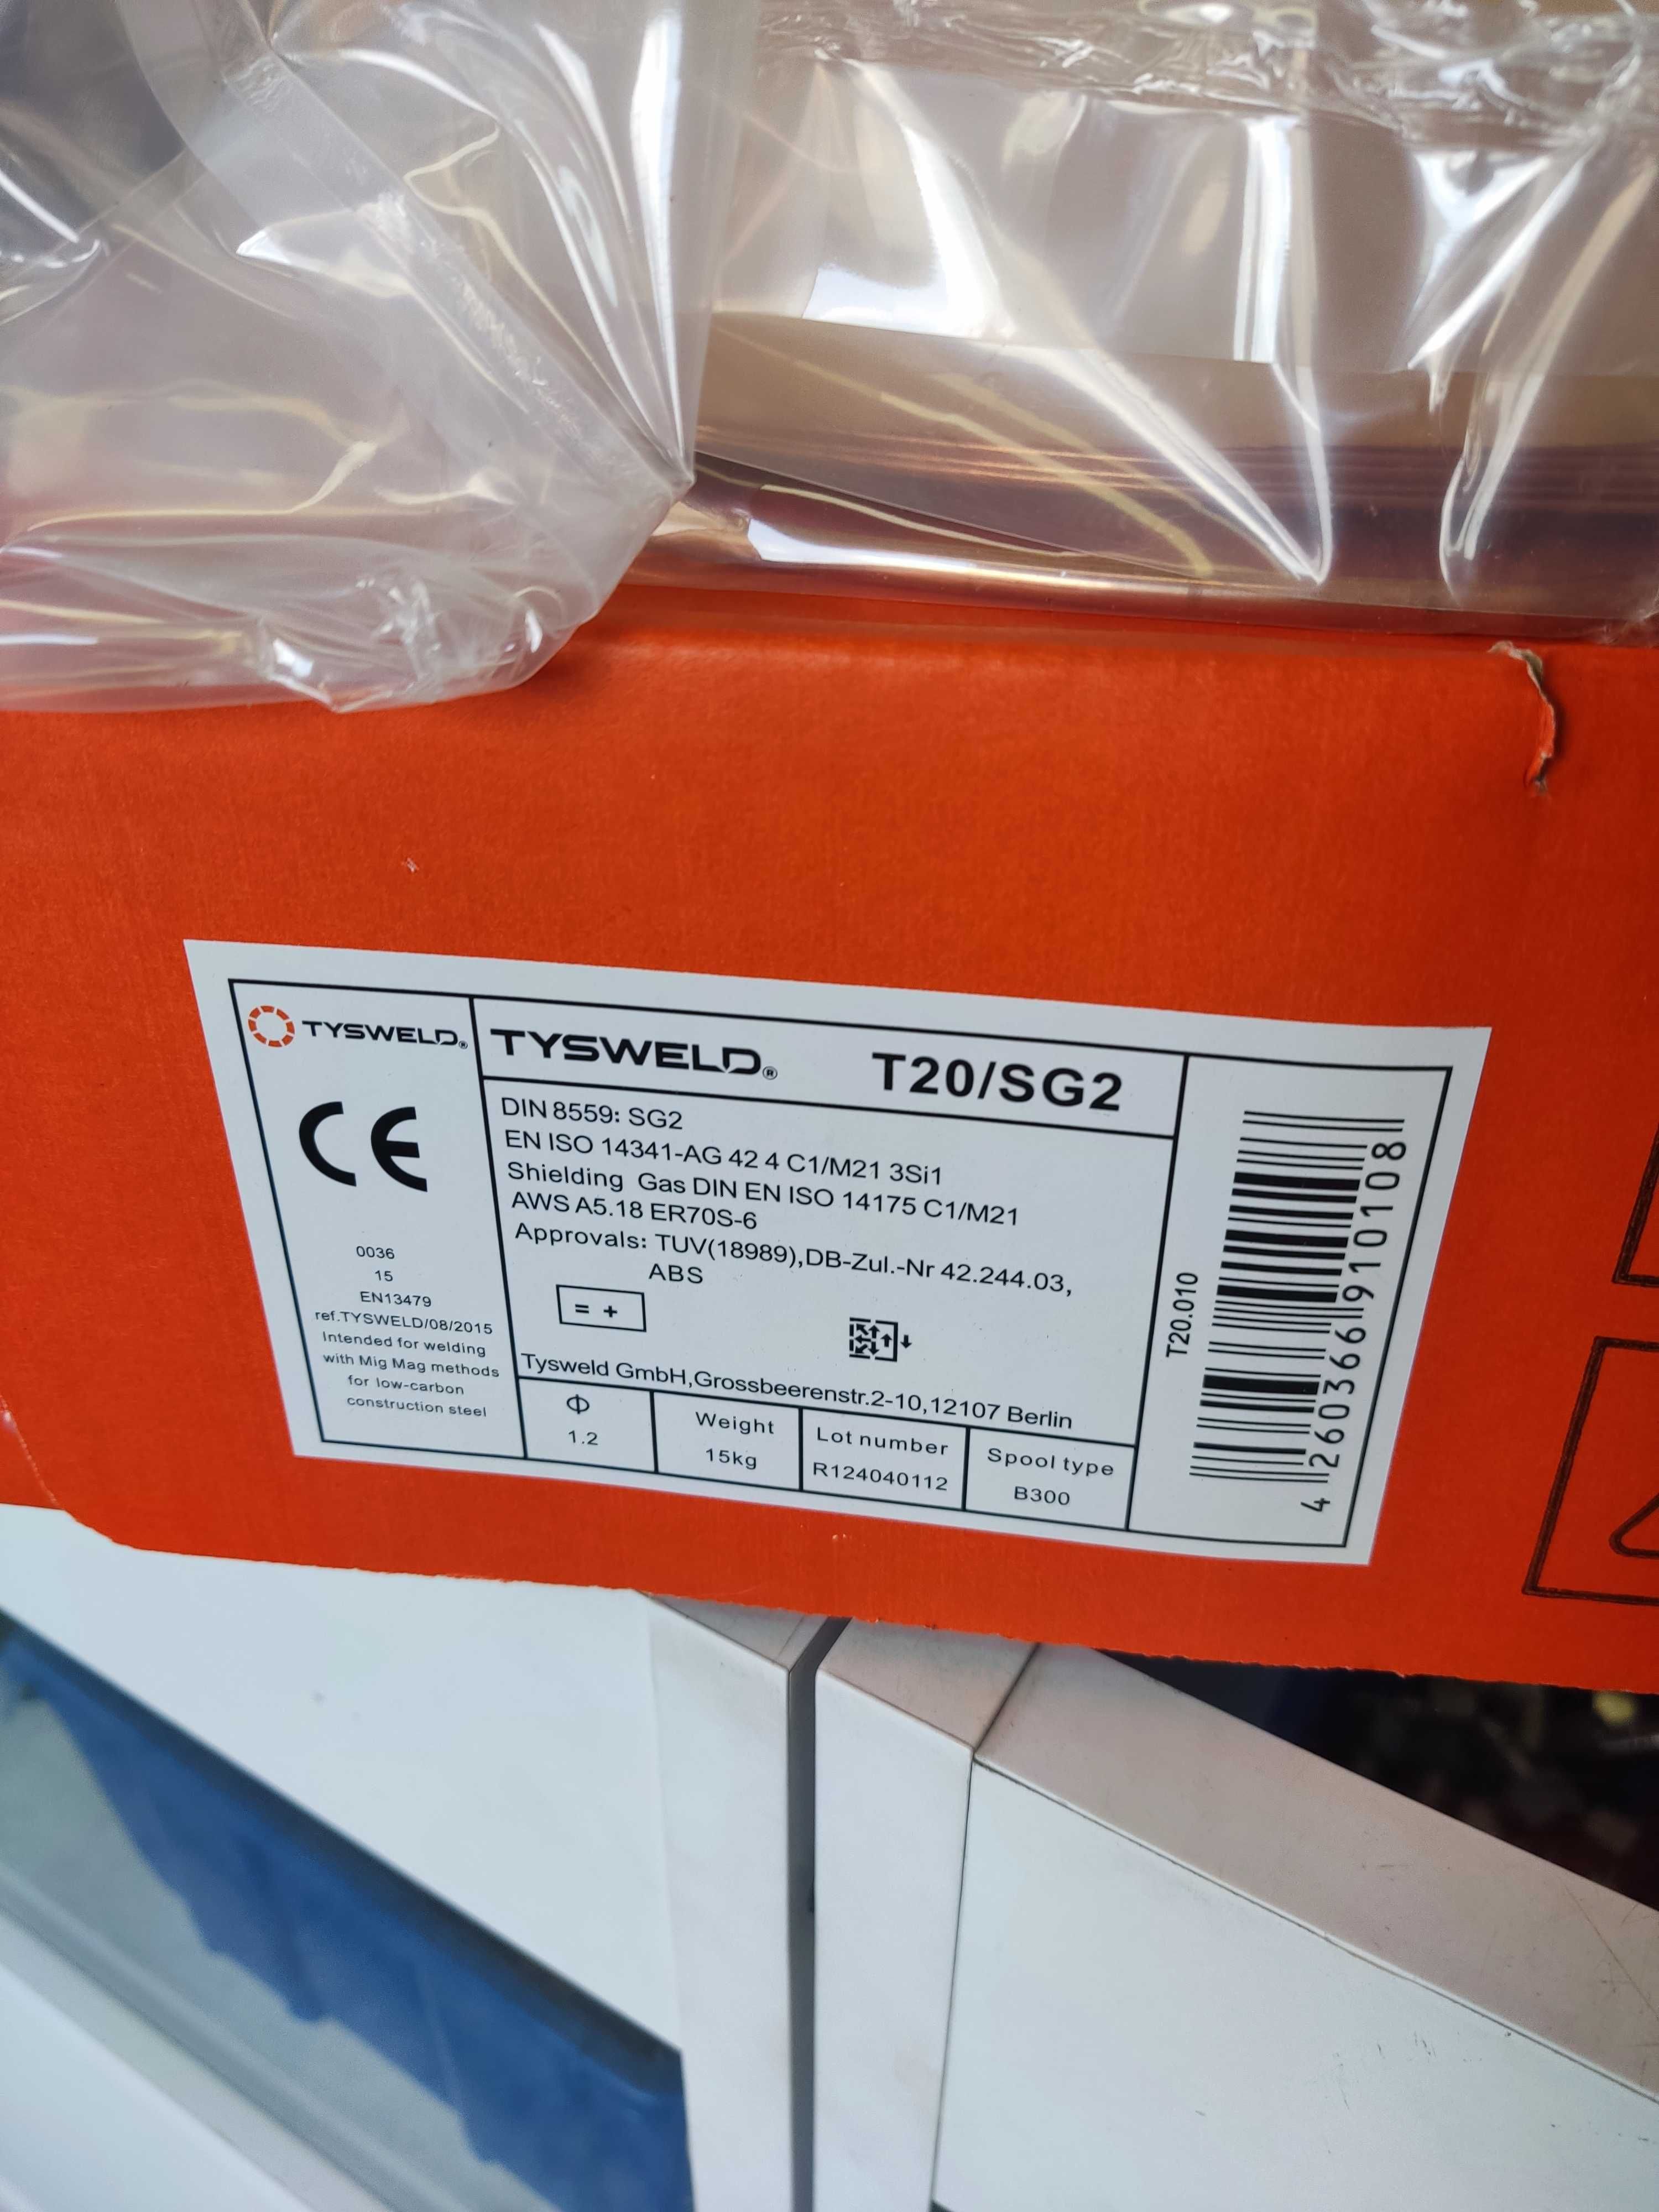 TYSWELD®
0036
15
EN13479
ref.TYSWELD/08/2015
Intended for welding
with Mig Mag methods
for low-carbon
construction steel
TYSWELD® T20/SG2
DIN 8559: SG2
EN ISO 14341-AG 42 4 C1/M21 3Si1
Shielding Gas DIN EN ISO 14175 C1/M21
AWS A5.18 ER70S-6
Approvals: TUV(18989),DB-Zul.-Nr 42.244.03,
ABS
= +
Tysweld GmbH,Grossbeerenstr.2-10,12107 Berlin
Φ
1.2
Weight
15kg
Lot number
R124040112
Spool type
B300
T20.010
4 260366 910108